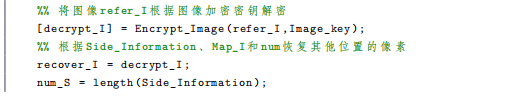 %% 将图像refer_I根据图像加密密钥解密
[decrypt_I] = Encrypt_Image(refer_I,Image_key);
%% 根据Side_Information、Map_I和num恢复其他位置的像素
recover_I = decrypt_I;
num_S = length(Side_Information);